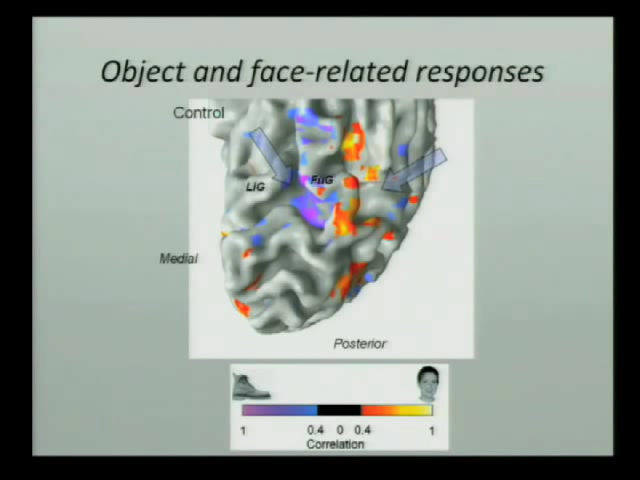 Object and face-related responses
Control
LiG
FuG
Medial
Posterior
1 0.4 0 0.4 1
Correlation